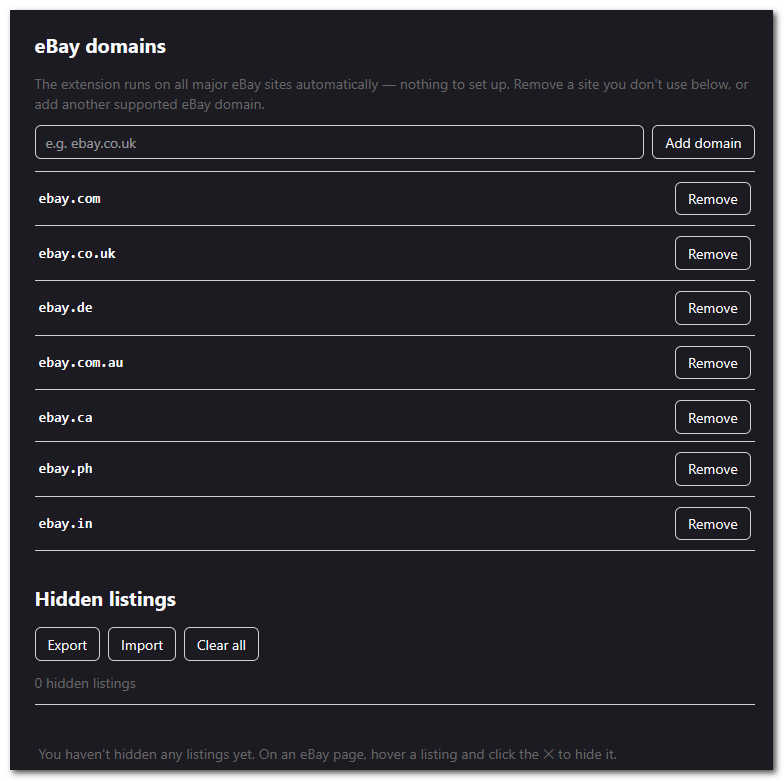 eBay domains
The extension runs on all major eBay sites automatically — nothing to set up. Remove a site you don't use below, or
add another supported eBay domain.
e.g. ebay.co.uk
Add domain
ebay.com
Remove
ebay.co.uk
Remove
ebay.de
Remove
ebay.com.au
Remove
ebay.ca
Remove
ebay.ph
Remove
ebay.in
Remove
Hidden listings
Export
Import
Clear all
0 hidden listings
You haven't hidden any listings yet. On an eBay page, hover a listing and click the ✕ to hide it.